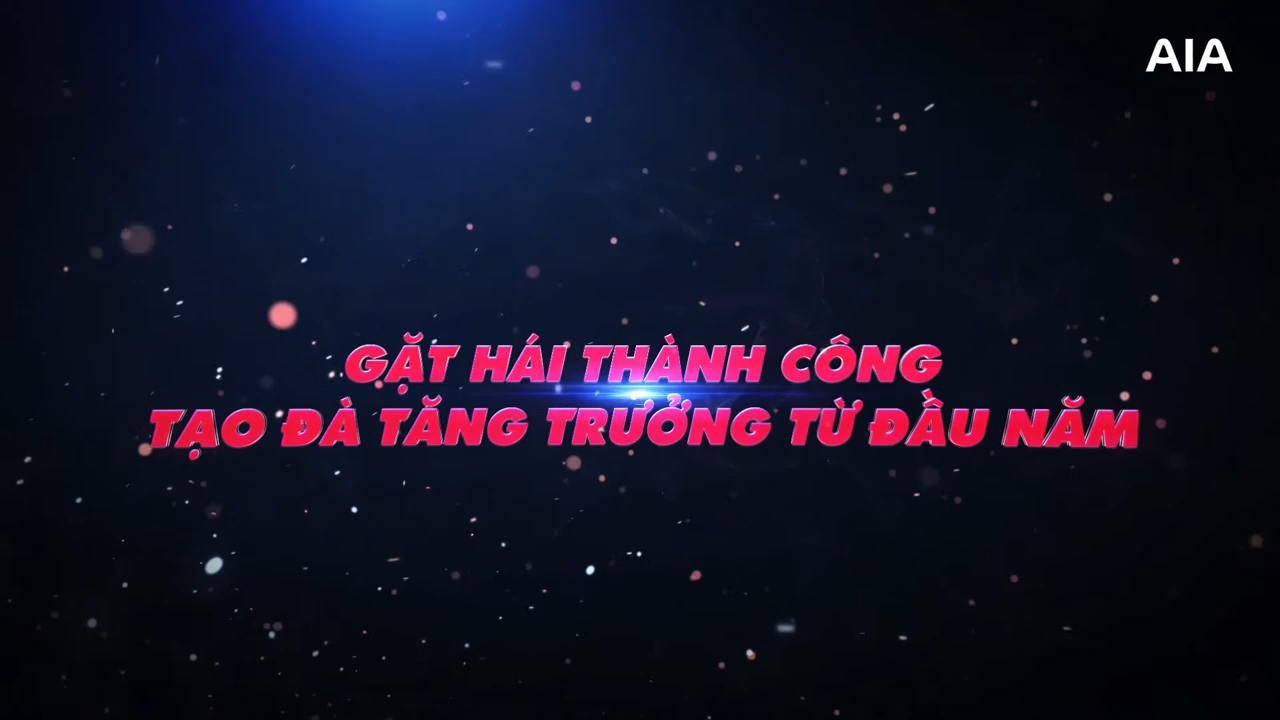 AIA
GẶT HÁI THÀNH CÔNG
TẠO ĐÀ TĂNG TRƯỞNG TỪ ĐẦU NĂM